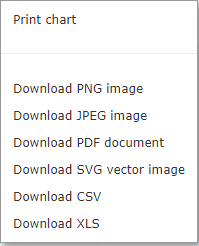 Print chart
Download PNG image
Download JPEG image
Download PDF document
Download SVG vector image
Download CSV
Download XLS